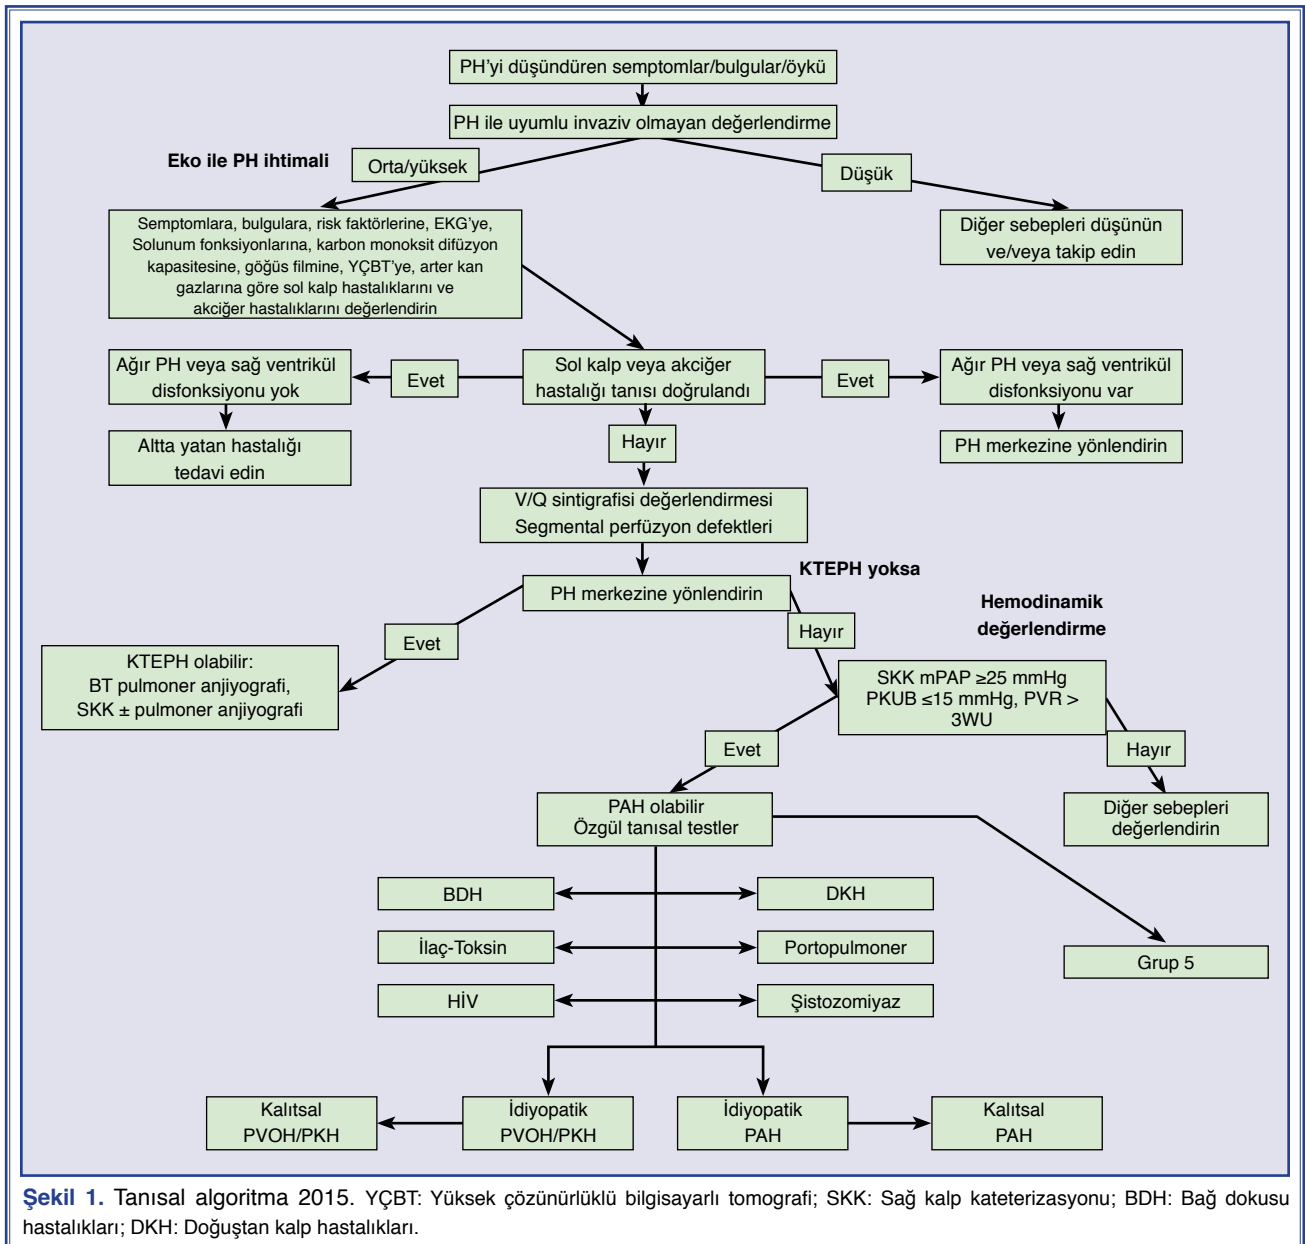 PH’yi düşündüren semptomlar/bulgular/öykü
PH ile uyumlu invaziv olmayan değerlendirme
Eko ile PH ihtimali
Orta/yüksek
Düşük
Semptomlara, bulgulara, risk faktörlerine, EKG’ye,
Solunum fonksiyonlarına, karbon monoksit difüzyon
kapasitesine, göğüs filmine, YÇBT’ye, arter kan
gazlarına göre sol kalp hastalıklarını ve
akciğer hastalıklarını değerlendirin
Diğer sebepleri düşünün
ve/veya takip edin
Ağır PH veya sağ ventrikül
disfonksiyonu yok
Evet
Sol kalp veya akciğer
hastalığı tanısı doğrulandı
Evet
Ağır PH veya sağ ventrikül
disfonksiyonu var
Altta yatan hastalığı
tedavi edin
Hayır
PH merkezine yönlendirin
V/Q sintigrafisi değerlendirmesi
Segmental perfüzyon defektleri
KTEPH yoksa
PH merkezine yönlendirin
Hemodinamik
değerlendirme
Evet
Hayır
KTEPH olabilir:
BT pulmoner anjiyografi,
SKK ± pulmoner anjiyografi
SKK mPAP ≥25 mmHg
PKUB ≤15 mmHg, PVR >
3WU
Evet
Hayır
PAH olabilir
Özgül tanısal testler
Diğer sebepleri
değerlendirin
BDH
DKH
İlaç-Toksin
Portopulmoner
Grup 5
HİV
Şistozomiyaz
Kalıtsal
PVOH/PKH
İdiyopatik
PVOH/PKH
İdiyopatik
PAH
Kalıtsal
PAH
Şekil 1. Tanısal algoritma 2015. YÇBT: Yüksek çözünürlüklü bilgisayarlı tomografi; SKK: Sağ kalp kateterizasyonu; BDH: Bağ dokusu
hastalıkları; DKH: Doğuştan kalp hastalıkları.